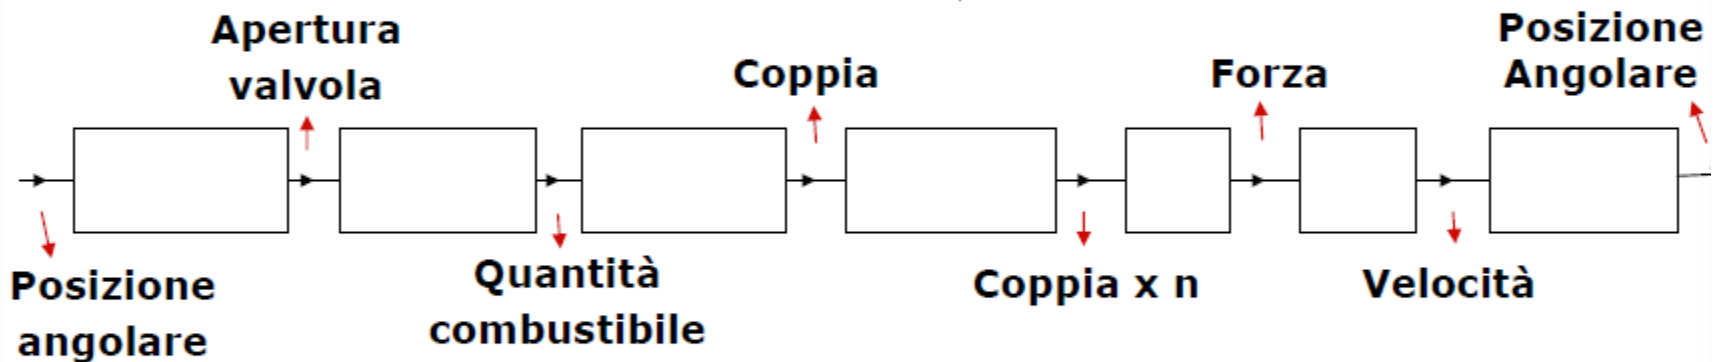 Apertura
valvola
Coppia
Forza
Posizione
Angolare
Posizione
angolare
Quantità
combustibile
Coppia x n
Velocità